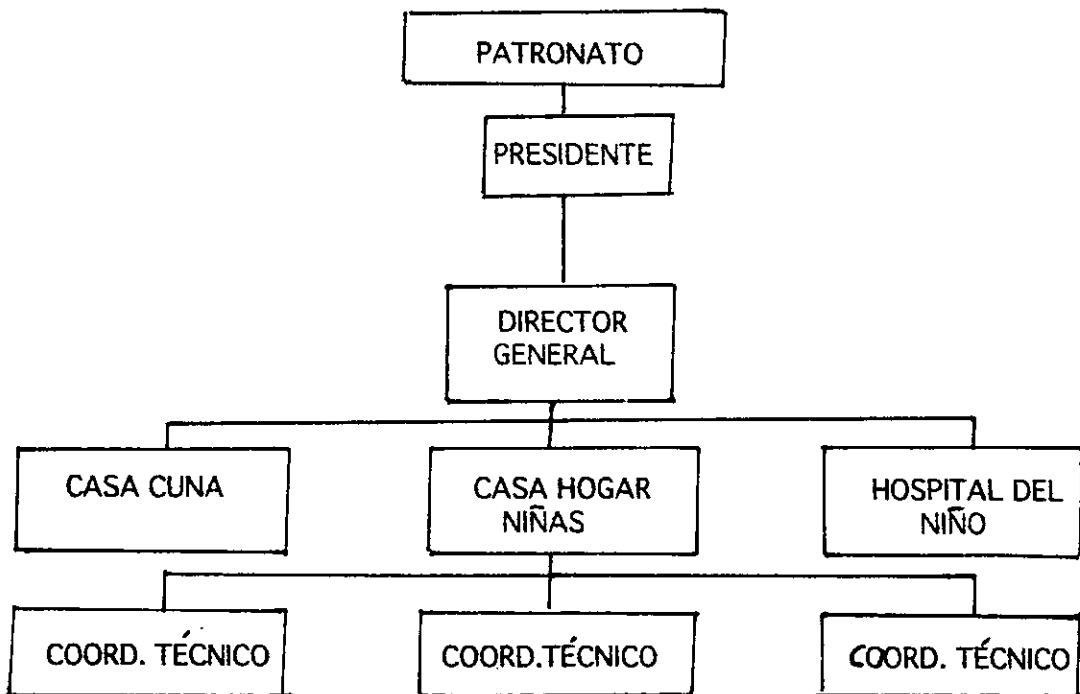 PATRONATO
PRESIDENTE
DIRECTOR
GENERAL
CASA CUNA
CASA HOGAR
NIÑAS
HOSPITAL DEL
NIÑO
COORD. TÉCNICO
COORD.TÉCNICO
COORD. TÉCNICO